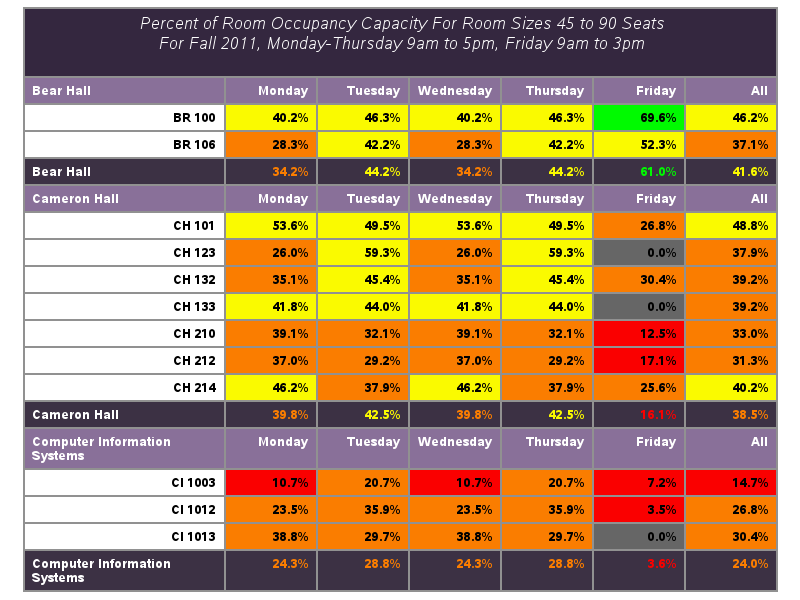 Percent of Room Occupancy Capacity For Room Sizes 45 to 90 Seats
For Fall 2011, Monday-Thursday 9am to 5pm, Friday 9am to 3pm
Bear Hall Monday Tuesday Wednesday Thursday Friday All
BR 100 40.2% 46.3% 40.2% 46.3% 69.6% 46.2%
BR 106 28.3% 42.2% 28.3% 42.2% 52.3% 37.1%
Bear Hall 34.2% 44.2% 34.2% 44.2% 61.0% 41.6%
Cameron Hall Monday Tuesday Wednesday Thursday Friday All
CH 101 53.6% 49.5% 53.6% 49.5% 26.8% 48.8%
CH 123 26.0% 59.3% 26.0% 59.3% 0.0% 37.9%
CH 132 35.1% 45.4% 35.1% 45.4% 30.4% 39.2%
CH 133 41.8% 44.0% 41.8% 44.0% 0.0% 39.2%
CH 210 39.1% 32.1% 39.1% 32.1% 12.5% 33.0%
CH 212 37.0% 29.2% 37.0% 29.2% 17.1% 31.3%
CH 214 46.2% 37.9% 46.2% 37.9% 25.6% 40.2%
Cameron Hall 39.8% 42.5% 39.8% 42.5% 16.1% 38.5%
Computer Information Monday Tuesday Wednesday Thursday Friday All
Systems
CI 1003 10.7% 20.7% 10.7% 20.7% 7.2% 14.7%
CI 1012 23.5% 35.9% 23.5% 35.9% 3.5% 26.8%
CI 1013 38.8% 29.7% 38.8% 29.7% 0.0% 30.4%
Computer Information 24.3% 28.8% 24.3% 28.8% 3.6% 24.0%
Systems